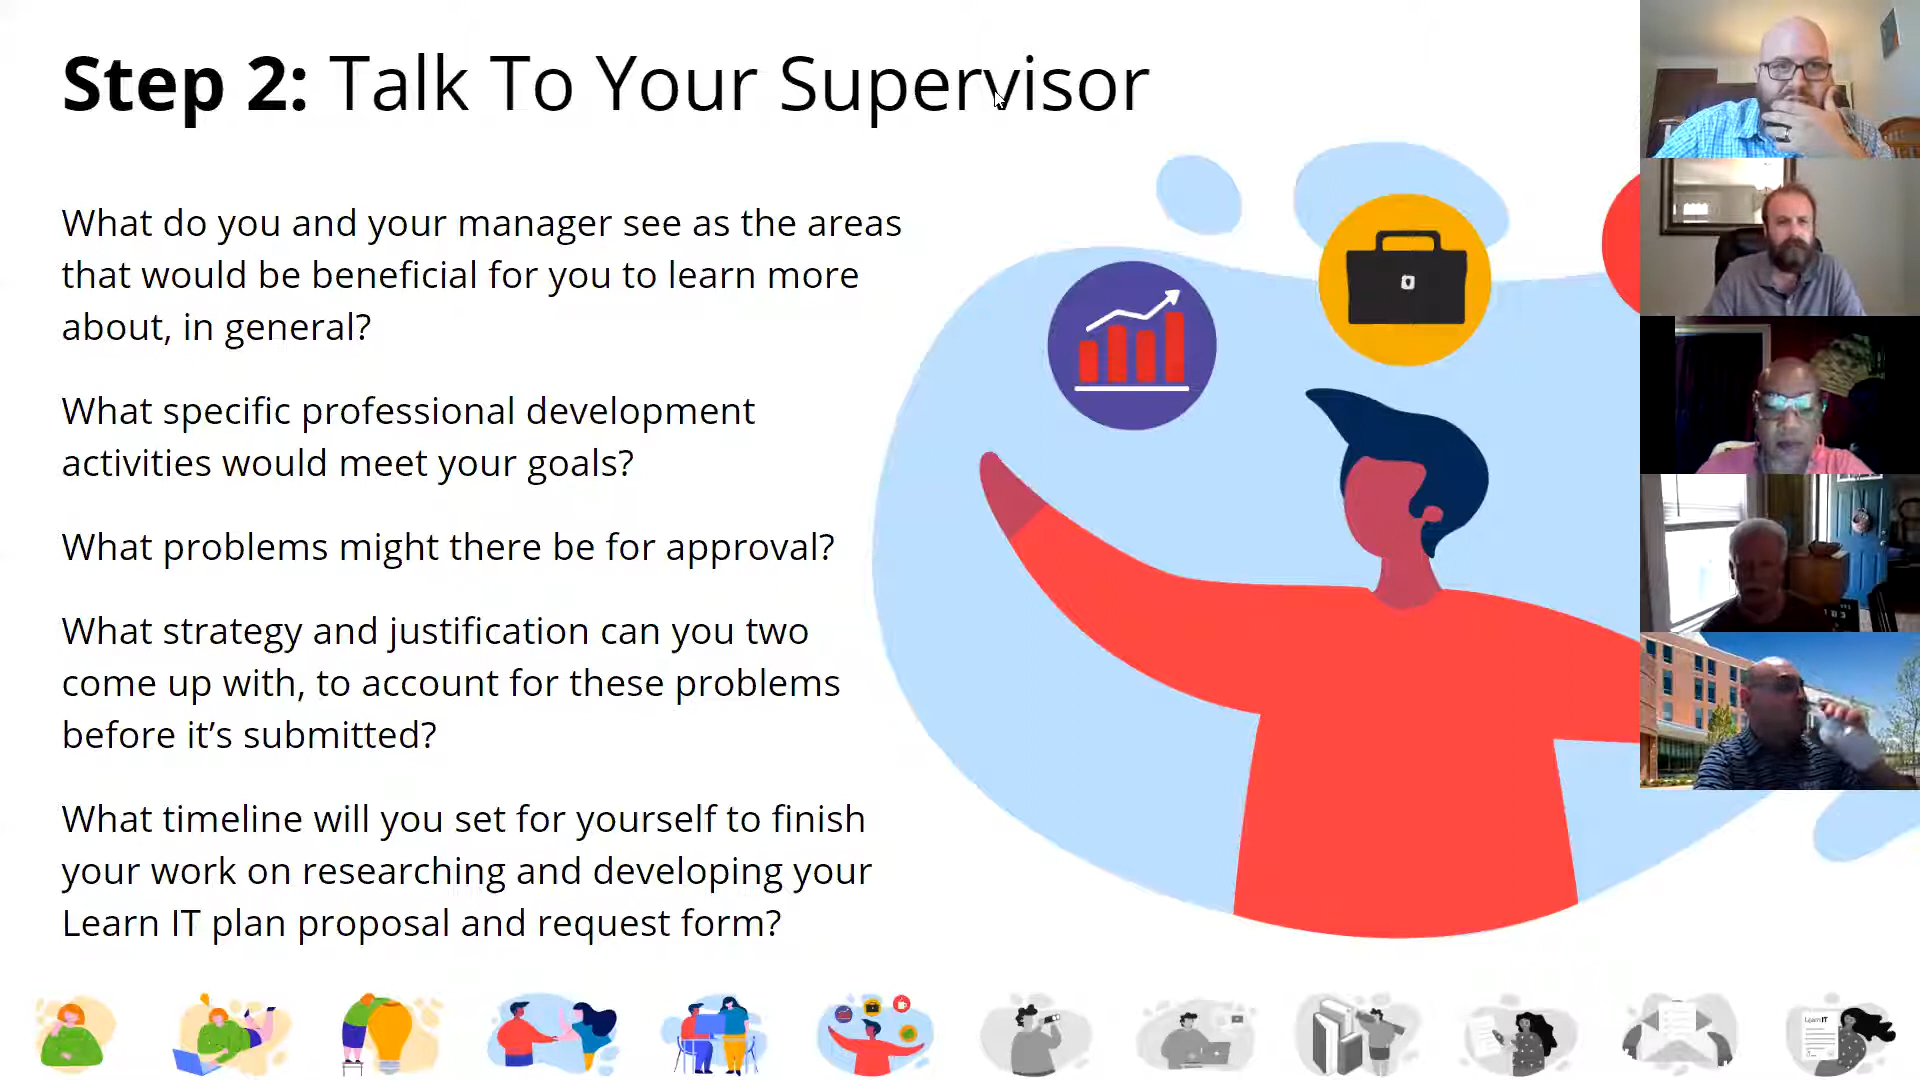 Step 2: Talk To Your Supervisor
What do you and your manager see as the areas
that would be beneficial for you to learn more
about, in general?
What specific professional development
activities would meet your goals?
What problems might there be for approval?
What strategy and justification can you two
come up with, to account for these problems
before it’s submitted?
What timeline will you set for yourself to finish
your work on researching and developing your
Learn IT plan proposal and request form?
Learn IT